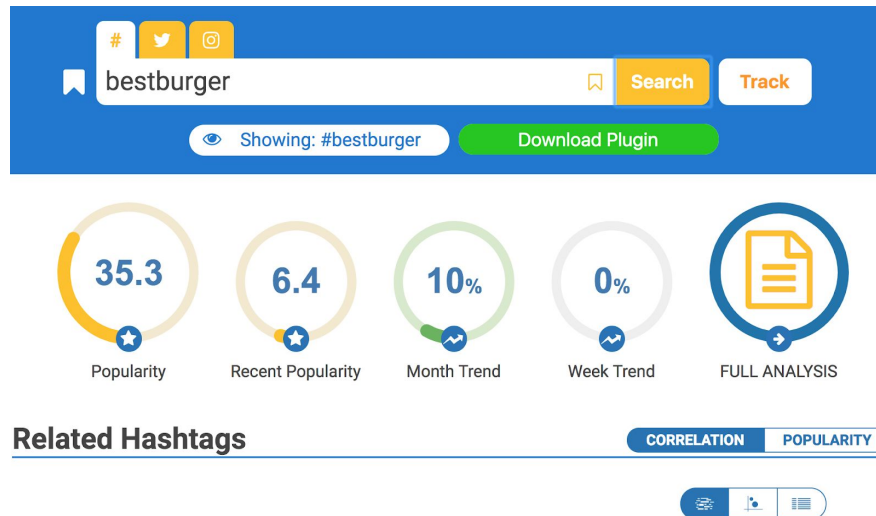 #
bestburger
Search
Track
Showing: #bestburger
Download Plugin
35.3
6.4
10%
0%
Popularity
Recent Popularity
Month Trend
Week Trend
FULL ANALYSIS
Related Hashtags
CORRELATION
POPULARITY